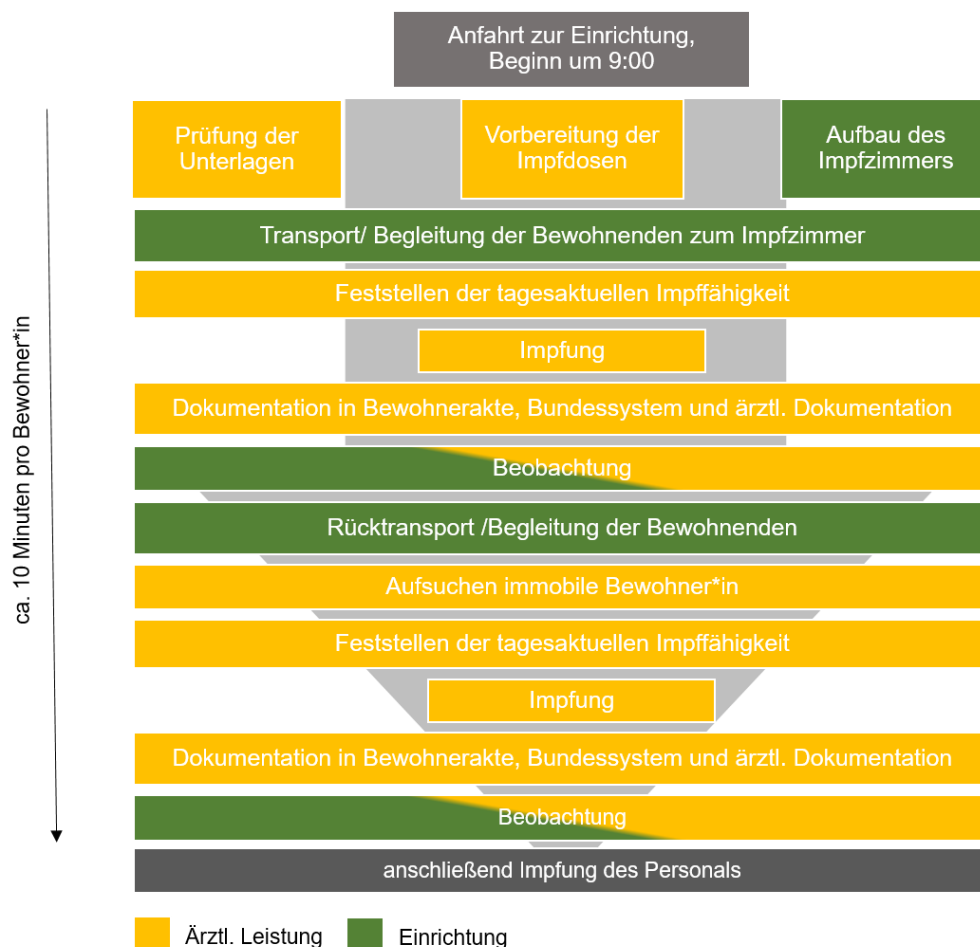 Anfahrt zur Einrichtung,
Beginn um 9:00
Prüfung der
Unterlagen
Vorbereitung der
Impfdosen
Aufbau des
Impfzimmers
Transport/ Begleitung der Bewohnenden zum Impfzimmer
Feststellen der tagesaktuellen Impffähigkeit
Impfung
Dokumentation in Bewohnerakte, Bundessystem und ärztl. Dokumentation
Beobachtung
Rücktransport /Begleitung der Bewohnenden
Aufsuchen immobile Bewohner*in
Feststellen der tagesaktuellen Impffähigkeit
Impfung
Dokumentation in Bewohnerakte, Bundessystem und ärztl. Dokumentation
Beobachtung
anschließend Impfung des Personals
ca. 10 Minuten pro Bewohner*in
Ärztl. Leistung
Einrichtung